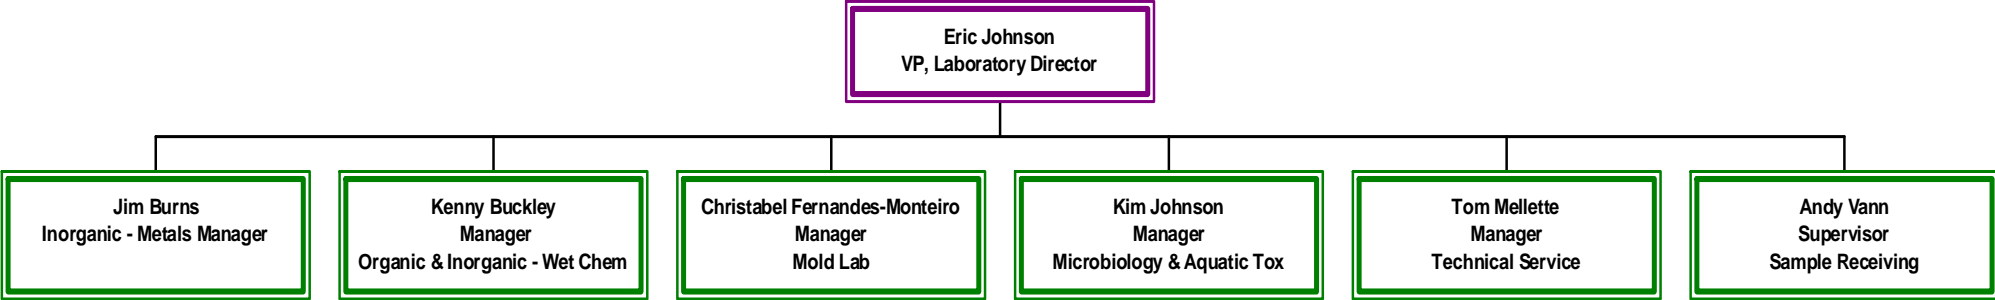 Eric Johnson
VP, Laboratory Director
Jim Burns
Inorganic - Metals Manager
Kenny Buckley
Manager
Organic & Inorganic - Wet Chem
Christabel Fernandes-Monteiro
Manager
Mold Lab
Kim Johnson
Manager
Microbiology & Aquatic Tox
Tom Mellette
Manager
Technical Service
Andy Vann
Supervisor
Sample Receiving